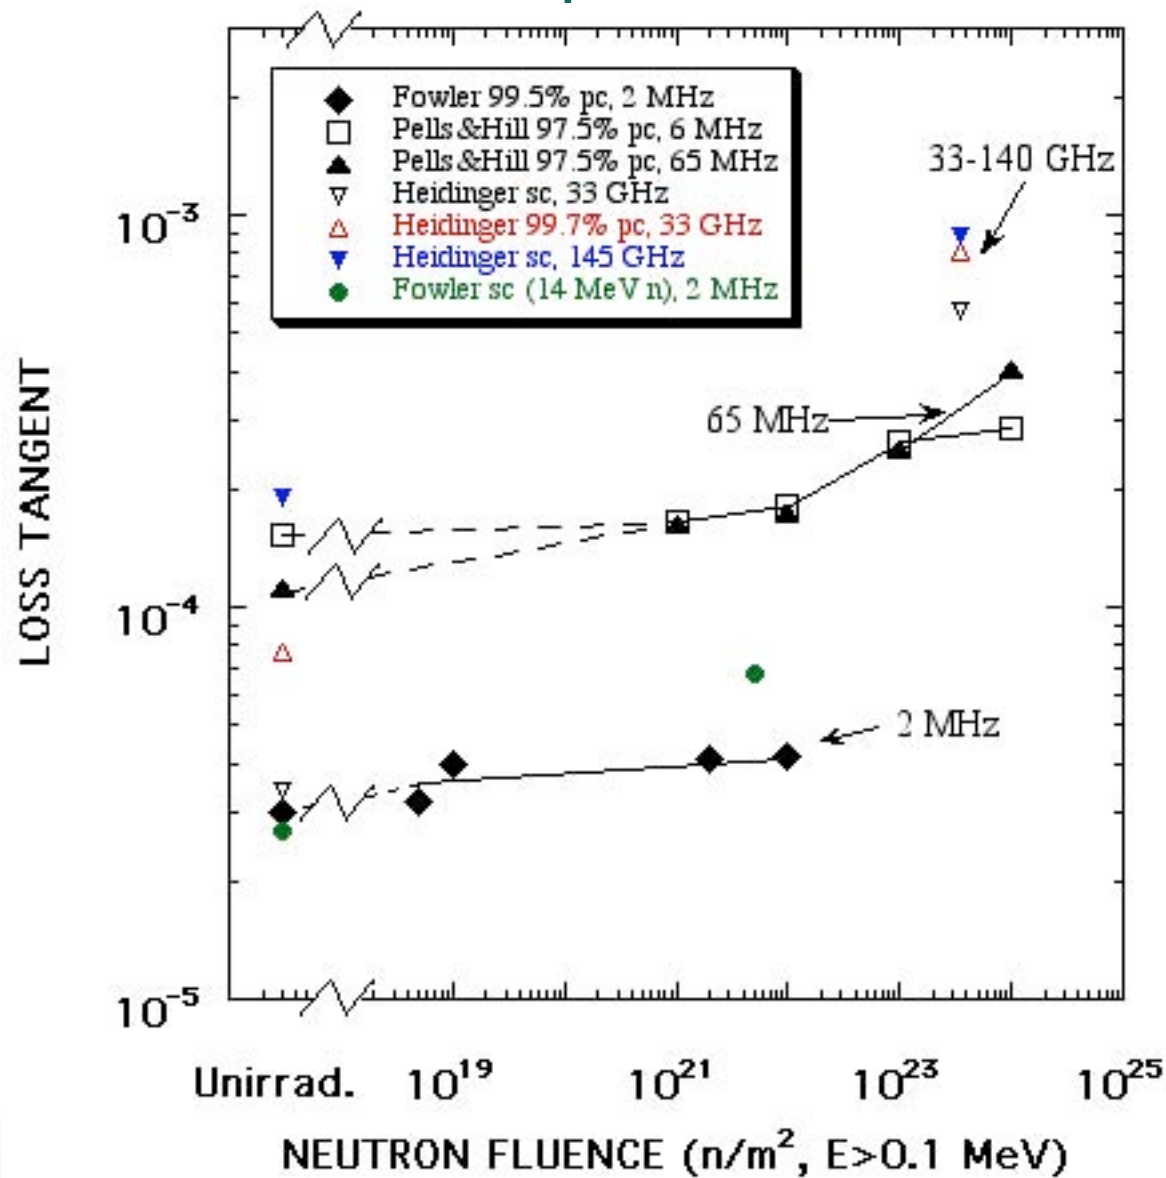 Fowler 99.5% pc, 2 MHz
Pells&Hill 97.5% pc, 6 MHz
Pells&Hill 97.5% pc, 65 MHz
Heidinger sc, 33 GHz
Heidinger 99.7% pc, 33 GHz
Heidinger sc, 145 GHz
Fowler sc (14 MeV n), 2 MHz
33-140 GHz
10⁻³
65 MHz
LOSS TANGENT
10⁻⁴
2 MHz
10⁻⁵
Unirrad. 10¹⁹ 10²¹ 10²³ 10²⁵
NEUTRON FLUENCE (n/m², E>0.1 MeV)